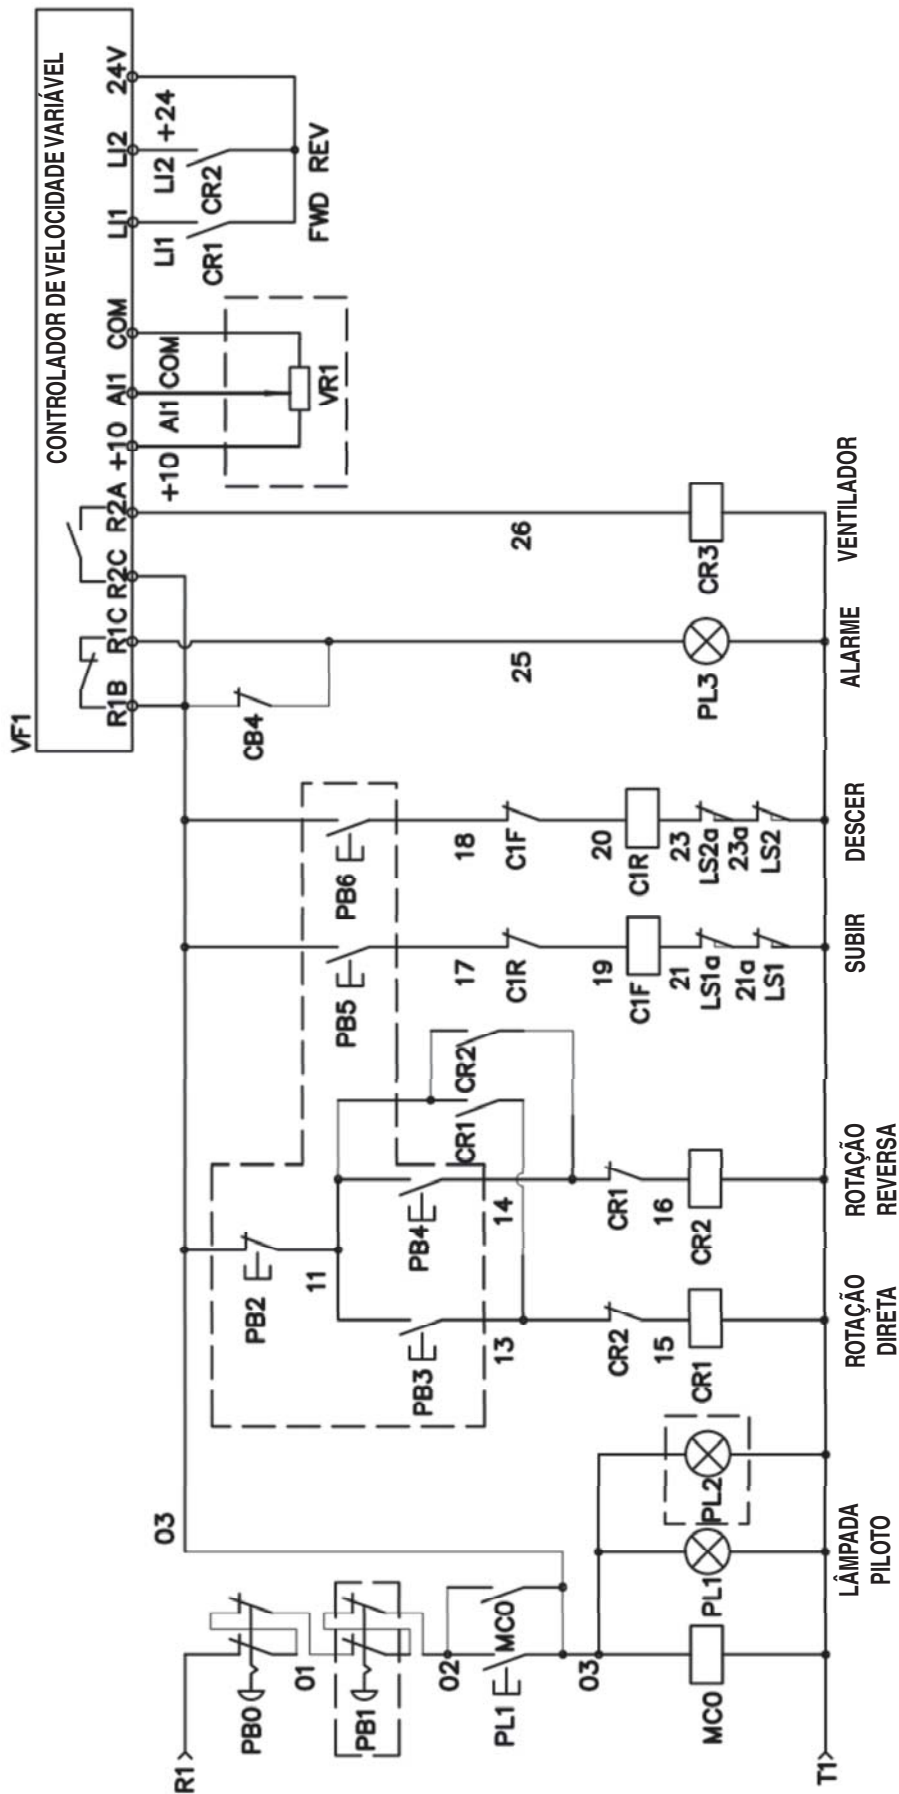 VF1
CONTROLADOR DE VELOCIDADE VARIÁVEL
R1B
R1C
R2C
R2A
+10
AI1
COM
LI1
LI2
24V
+10
AI1
COM
LI1
LI2
+24
CR1
CR2
FWD
REV
VR1
CB4
25
26
PL3
CR3
ALARME
VENTILADOR
R1
PB0
01
PB1
02
PL1
MC0
03
03
MC0
PL1
PL2
LÂMPADA
PILOTO
T1
PB2
11
PB3
PB4
13
14
CR1
CR2
CR2
CR1
15
16
CR1
CR2
ROTAÇÃO
DIRETA
ROTAÇÃO
REVERSA
PB5
PB6
17
18
C1R
C1F
19
20
C1F
C1R
21
LS1a
21a
LS1
23
LS2a
23a
LS2
SUBIR
DESCER